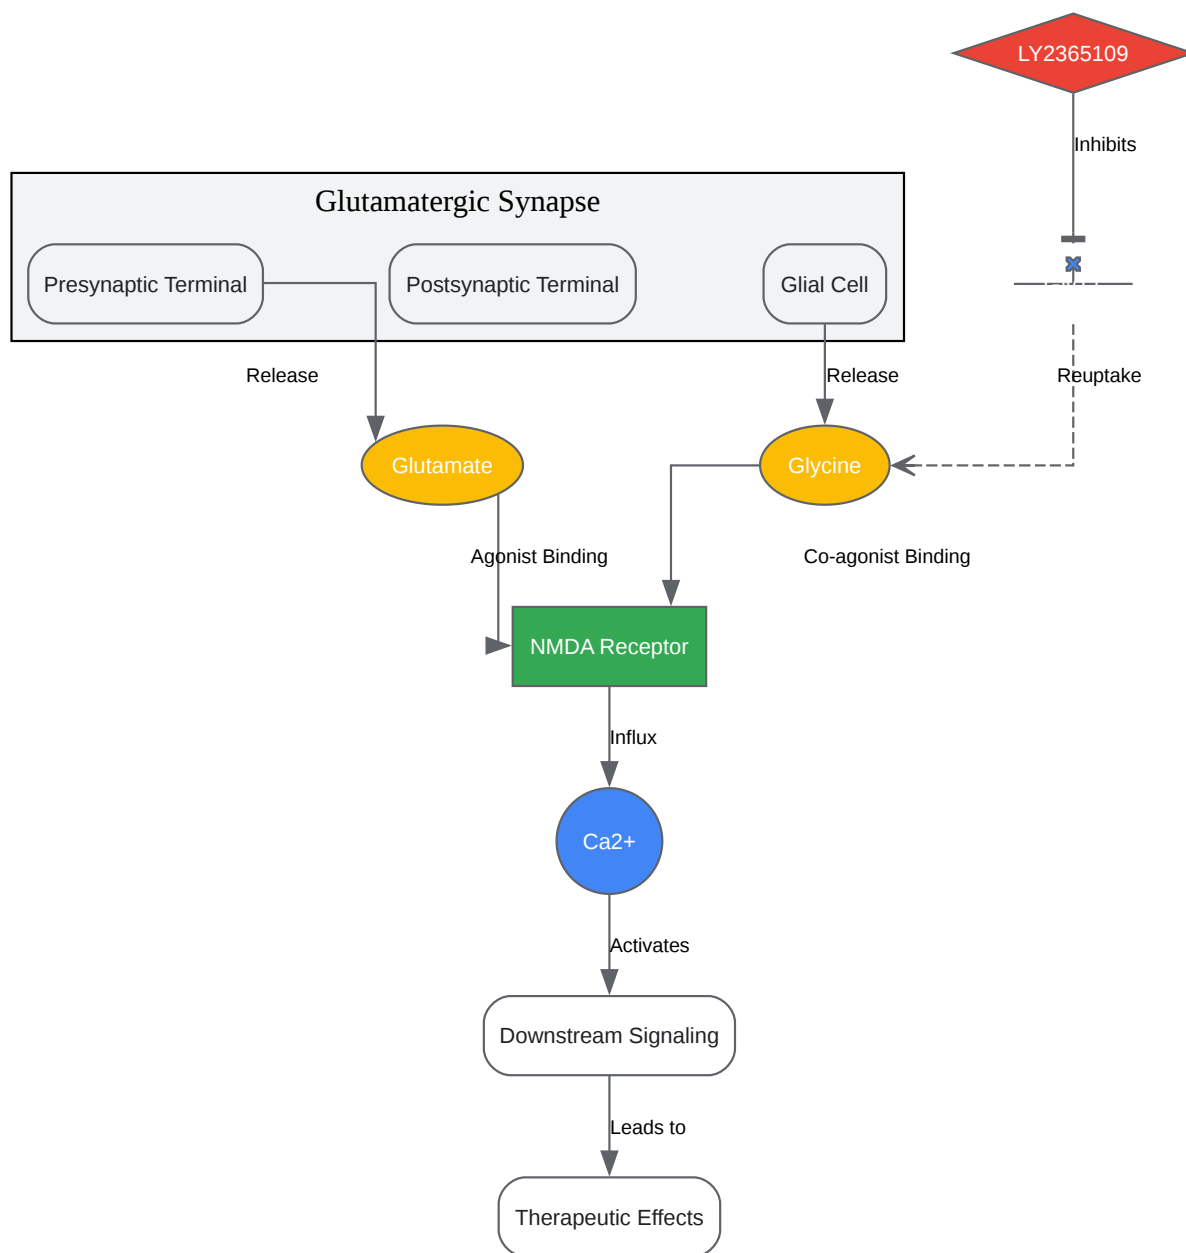 LY2365109
Inhibits
Glutamatergic Synapse
Presynaptic Terminal
Postsynaptic Terminal
Glial Cell
Release
Release
Reuptake
Glutamate
Glycine
Agonist Binding
Co-agonist Binding
NMDA Receptor
Influx
Ca2+
Activates
Downstream Signaling
Leads to
Therapeutic Effects